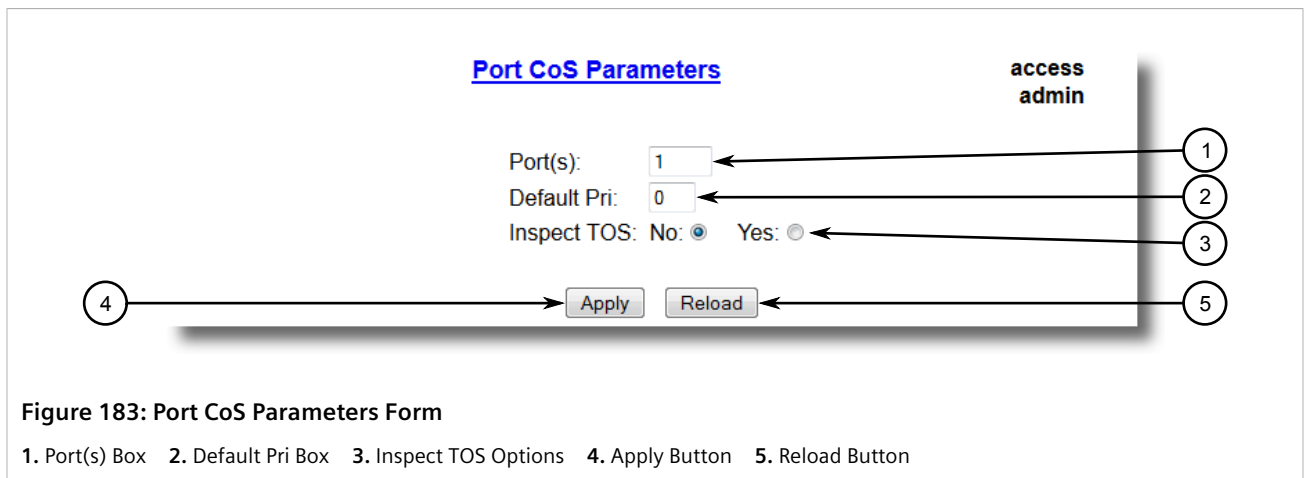 Port CoS Parameters
access
admin
Port(s): 1
1
Default Pri: 0
2
Inspect TOS: No: Yes:
3
4
Apply Reload
5
Figure 183: Port CoS Parameters Form
1. Port(s) Box 2. Default Pri Box 3. Inspect TOS Options 4. Apply Button 5. Reload Button